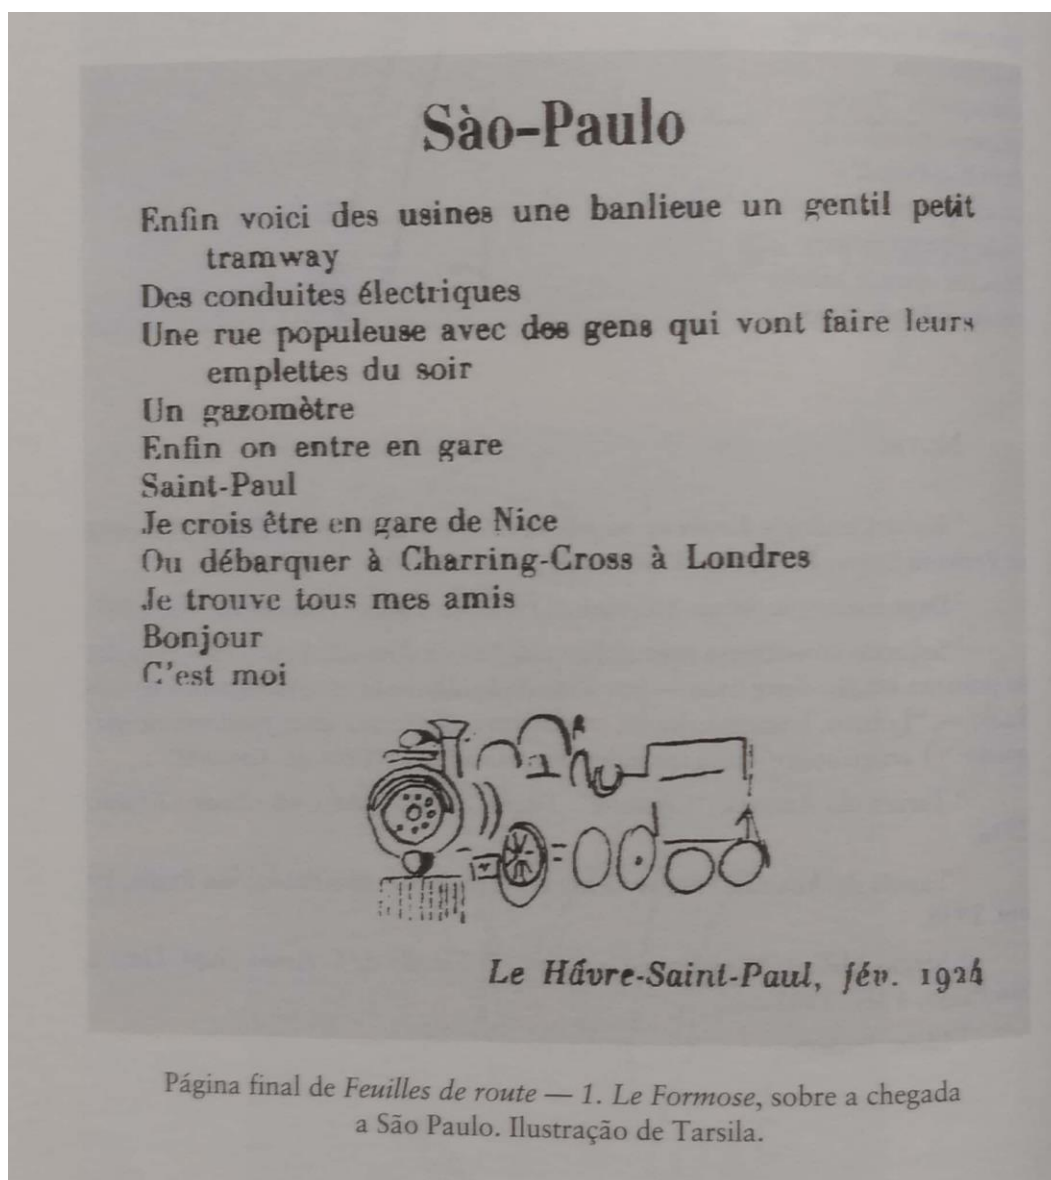 Sào-Paulo
Enfin voici des usines une banlieue un gentil petit
tramway
Des conduites électriques
Une rue populeuse avec des gens qui vont faire leurs
emplettes du soir
Un gazomètre
Enfin on entre en gare
Saint-Paul
Je crois être en gare de Nice
Ou débarquer à Charring-Cross à Londres
Je trouve tous mes amis
Bonjour
C'est moi
Le Hâvre-Saint-Paul, fév. 1924
Página final de Feuilles de route — 1. Le Formose, sobre a chegada
a São Paulo. Ilustração de Tarsila.